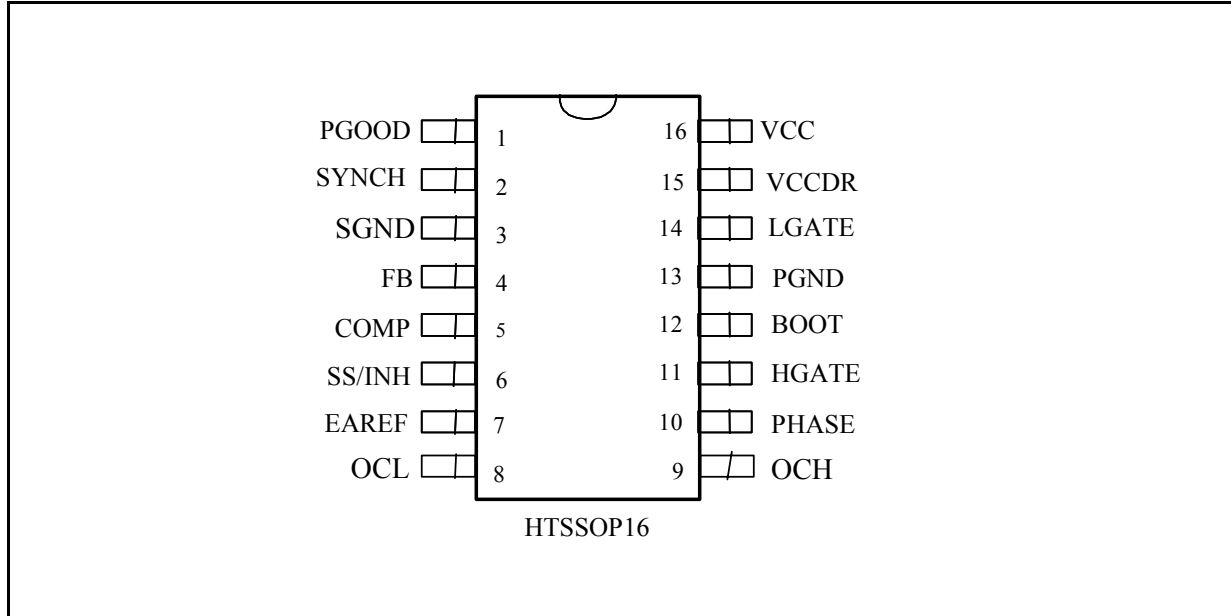 PGOOD 1 16 VCC
SYNCH 2 15 VCCDR
SGND 3 14 LGATE
FB 4 13 PGND
COMP 5 12 BOOT
SS/INH 6 11 HGATE
EAREF 7 10 PHASE
OCL 8 9 OCH
HTSSOP16